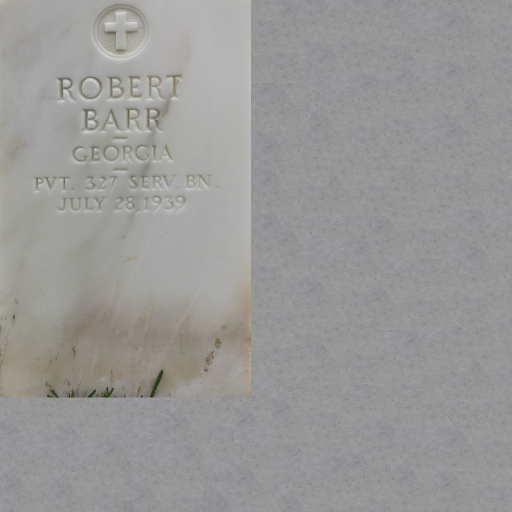 ROBERT
BARR
GEORGIA
PVT. 327 SERV. BN.
JULY 28, 1939